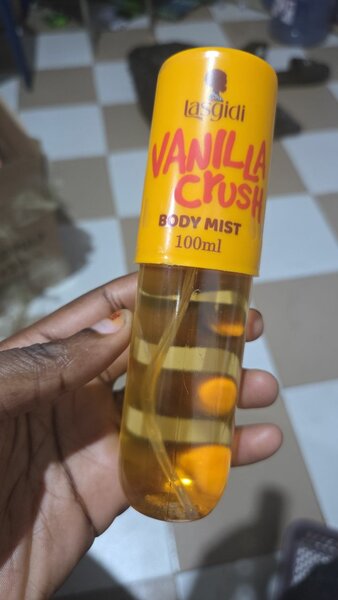 Lasgidi
VANILLA
Crush
BODY MIST
100ml